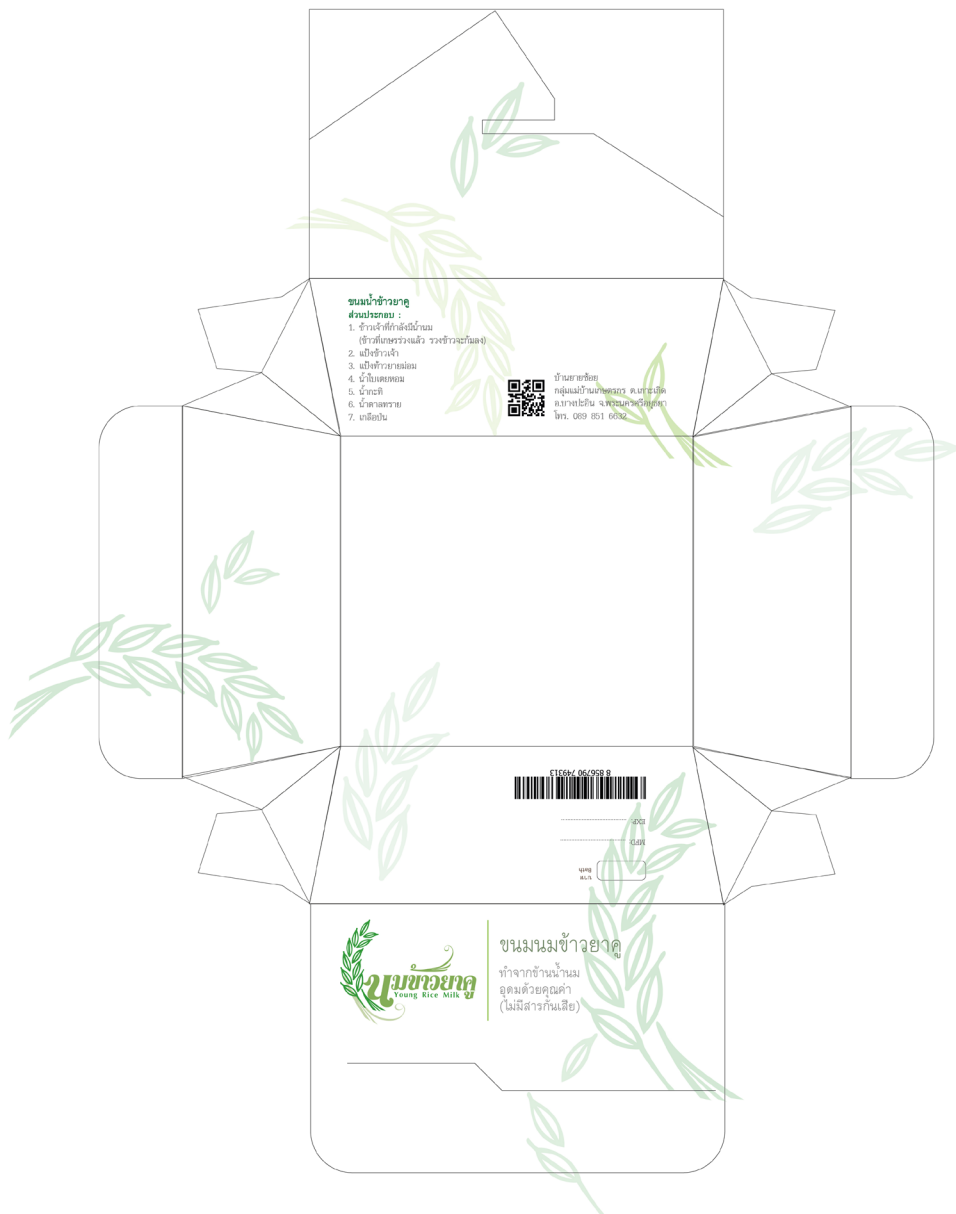 ขนมน้ำข้าวยาคู
ส่วนประกอบ :
1. ข้าวเจ้าที่กำลังมีน้ำนม
(ข้าวที่เกษรร่วงแล้ว รวงข้าวจะก้มลง)
2. แป้งข้าวเจ้า
3. แป้งท้าวยายม่อม
4. น้ำใบเตยหอม
5. น้ำกะทิ
6. น้ำตาลทราย
7. เกลือป่น
บ้านยายช้อย
กลุ่มแม่บ้านเกษตรกร ต.เกาะเกิด
อ.บางปะอิน จ.พระนครศรีอยุธยา
โทร. 089 851 6632
8 856790 749313
EXP.
MFD
บาท
Bath
นมข้าวยาคู
Young Rice Milk
ขนมนมข้าวยาคู
ทำจากข้านน้ำนม
อุดมด้วยคุณค่า
(ไม่มีสารกันเสีย)